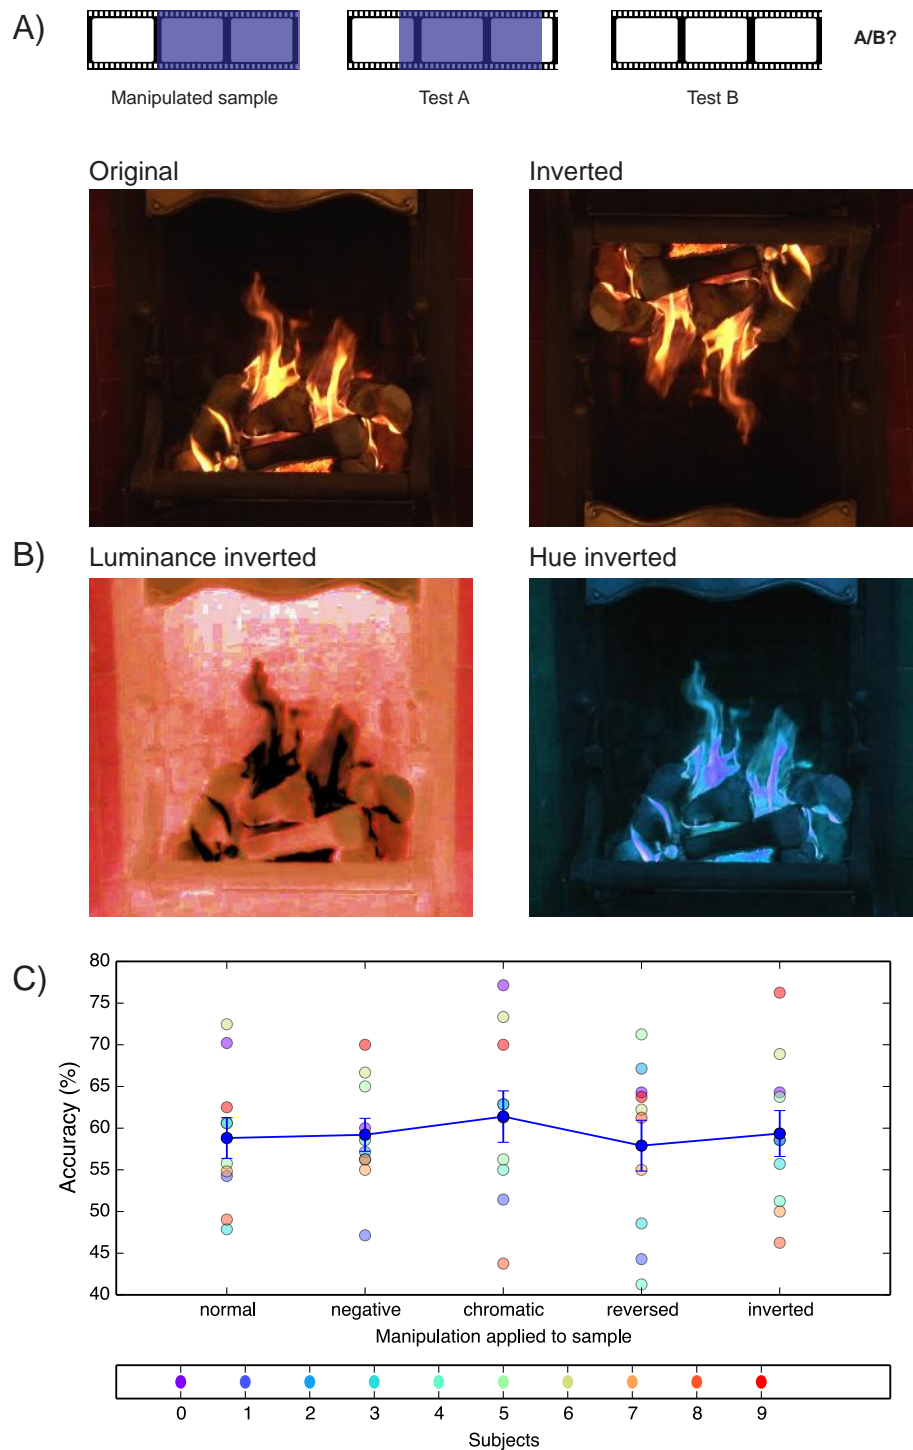 A)
A/B?
Manipulated sample
Test A
Test B
Original
Inverted
B)
Luminance inverted
Hue inverted
C)
80
75
70
65
60
55
50
45
40
Accuracy (%)
normal
negative
chromatic
reversed
inverted
Manipulation applied to sample
0 1 2 3 4 5 6 7 8 9
Subjects